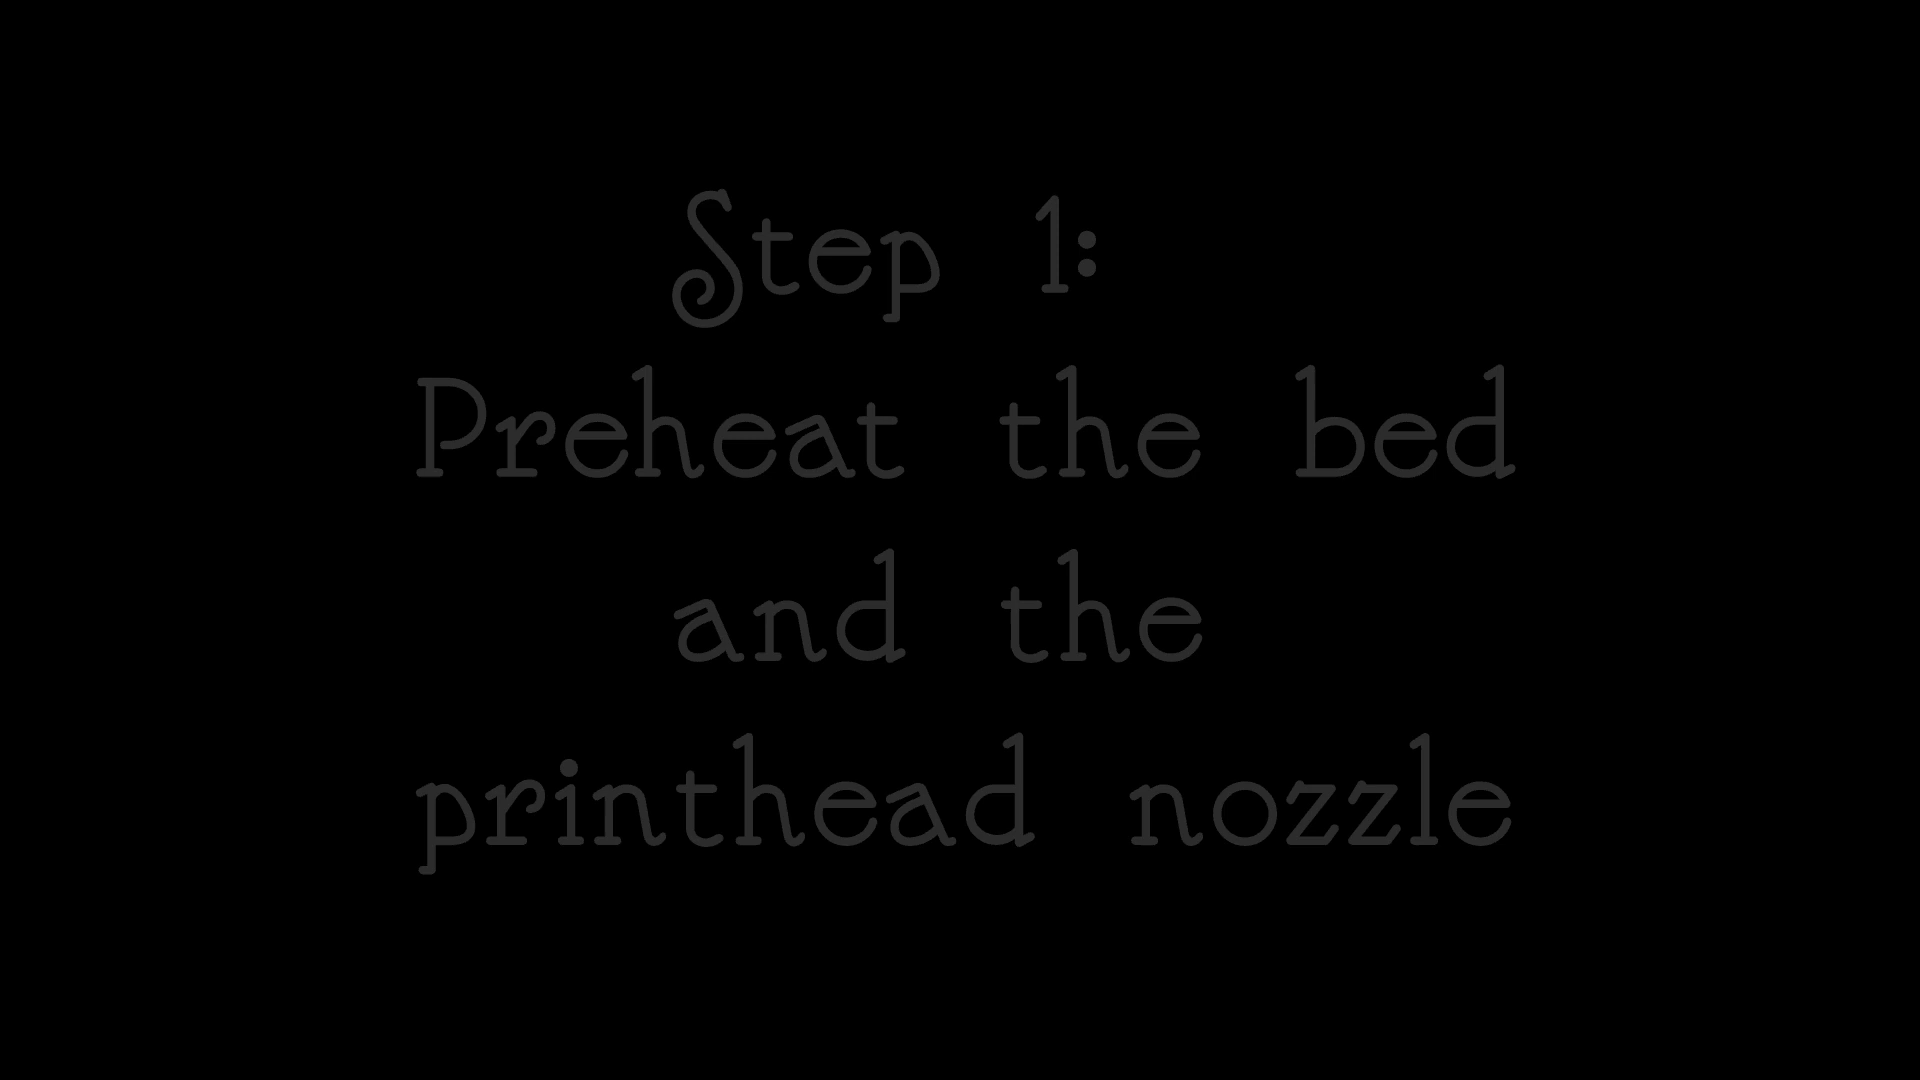 Step 1:
Preheat the bed
and the
printhead nozzle